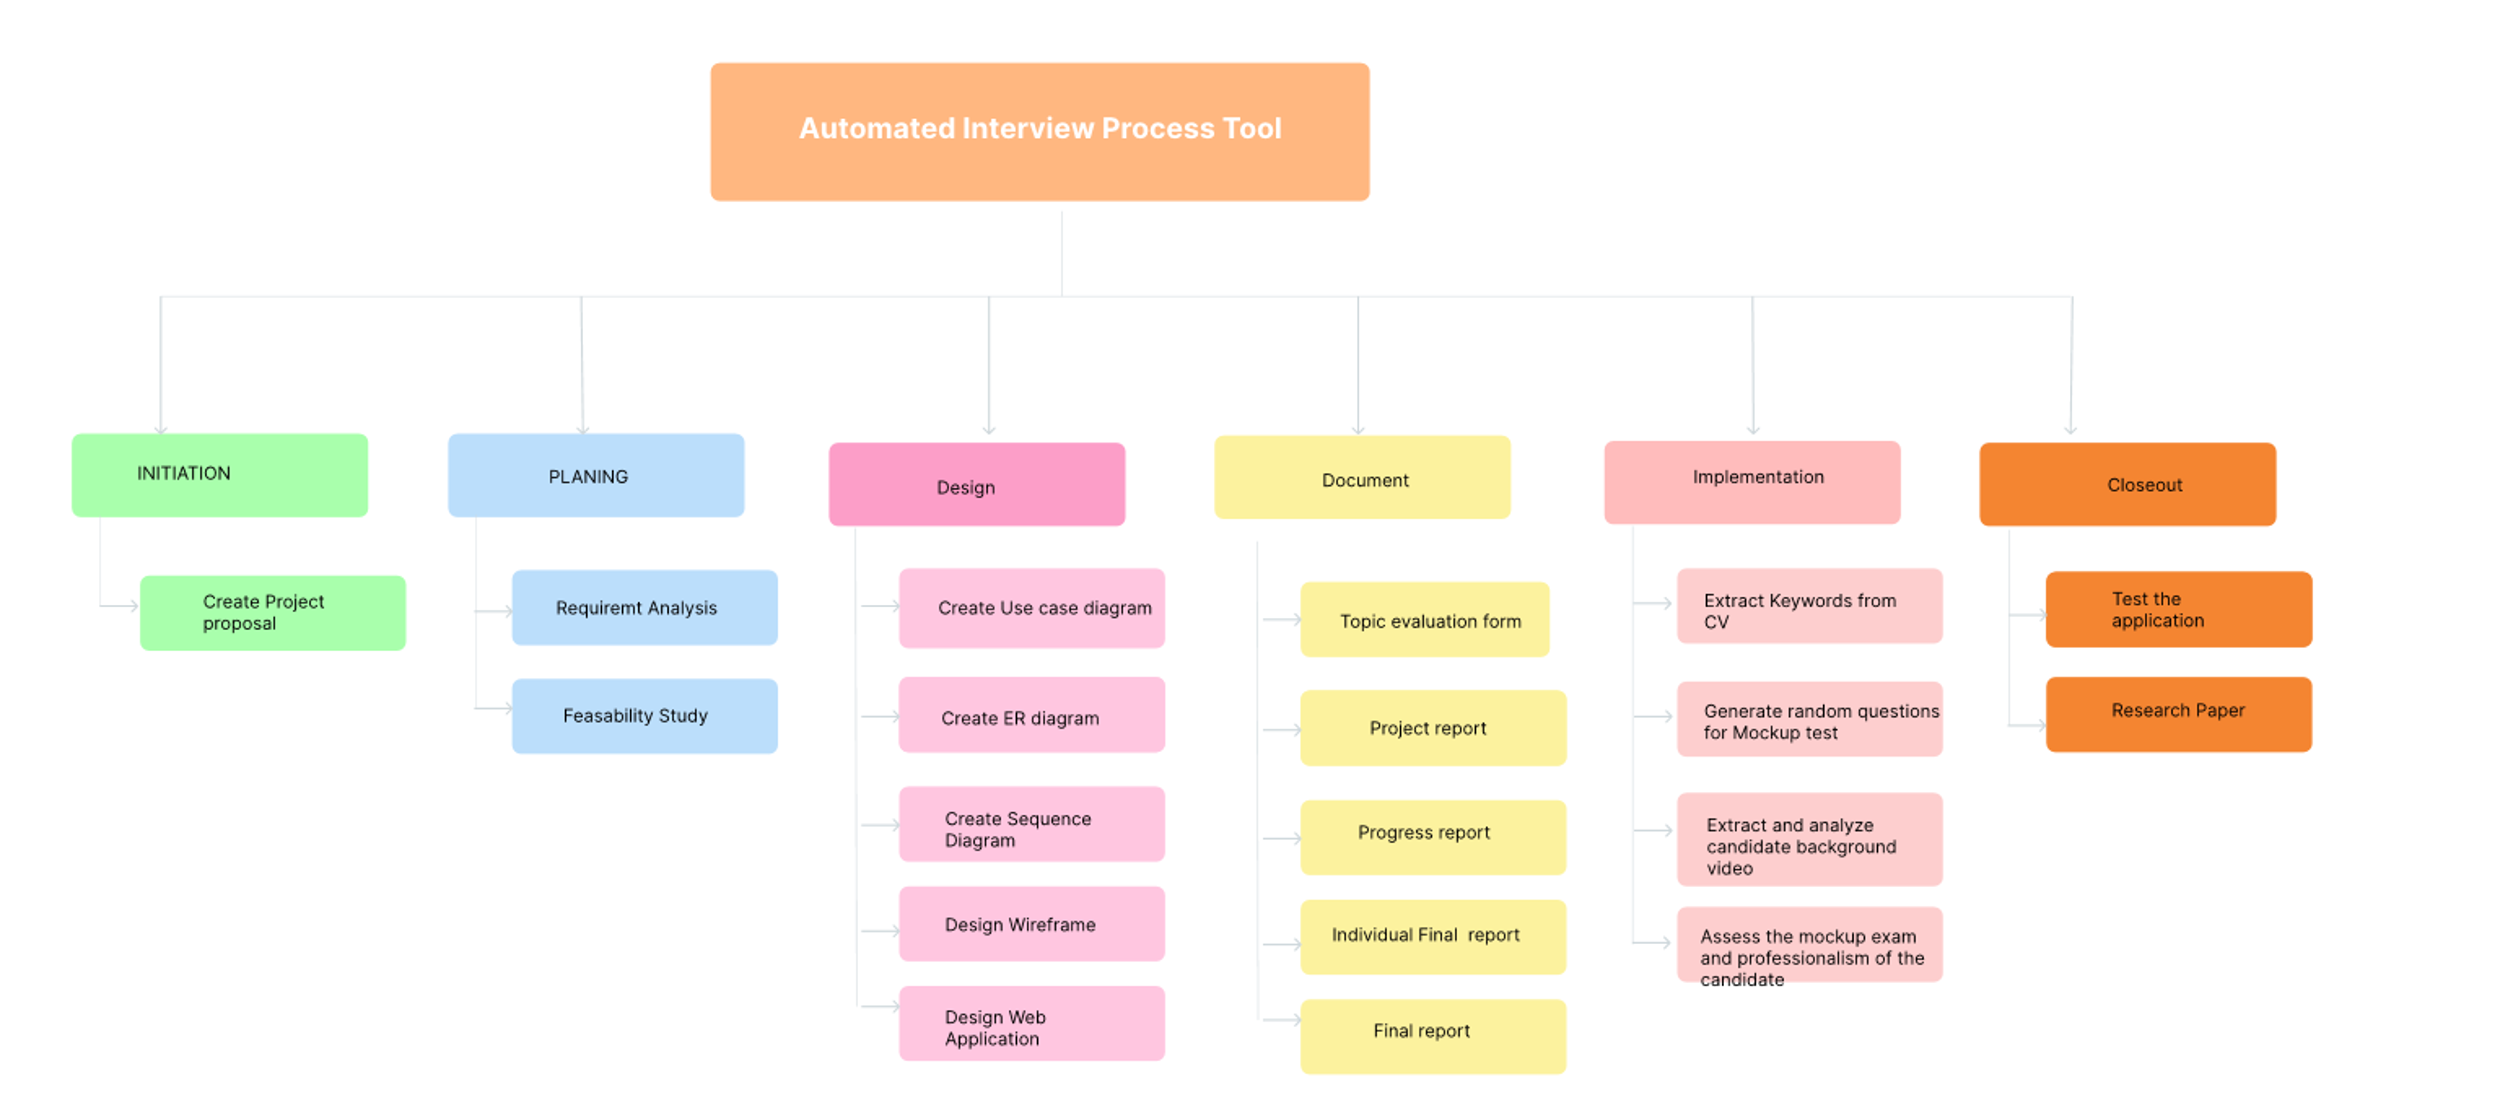 Automated Interview Process Tool
INITIATION
Create Project
proposal
PLANING
Requiremt Analysis
Feasability Study
Design
Create Use case diagram
Create ER diagram
Create Sequence
Diagram
Design Wireframe
Design Web
Application
Document
Topic evaluation form
Project report
Progress report
Individual Final  report
Final report
Implementation
Extract Keywords from
CV
Generate random questions
for Mockup test
Extract and analyze
candidate background
video
Assess the mockup exam
and professionalism of the
candidate
Closeout
Test the
application
Research Paper